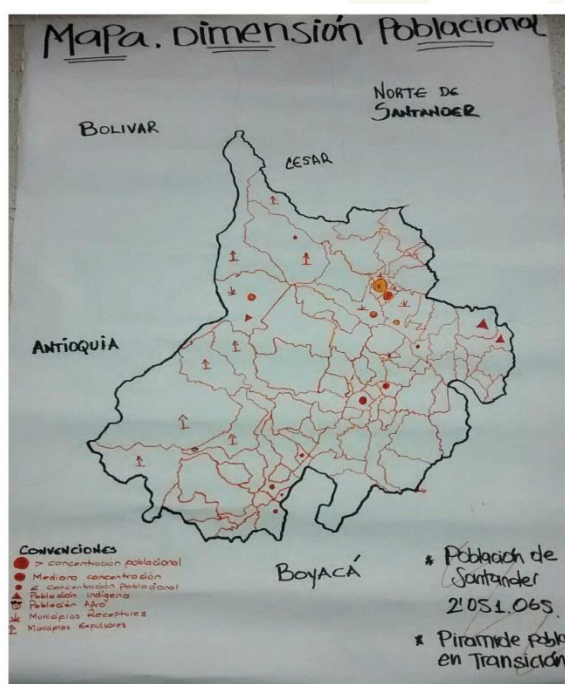 Mapa. Dimensión Poblacional
NORTE DE
SANTANDER
BOLIVAR
CESAR
ANTIOQUIA
CONVENCIONES
> concentración poblacional
Mediana concentración
< concentración poblacional
Población Indígena
Población Afro
Municipios Receptores
Municipios Expulsores
BOYACÁ
* Población de
Santander
2'051.065
* Piramide pobla
en Transición